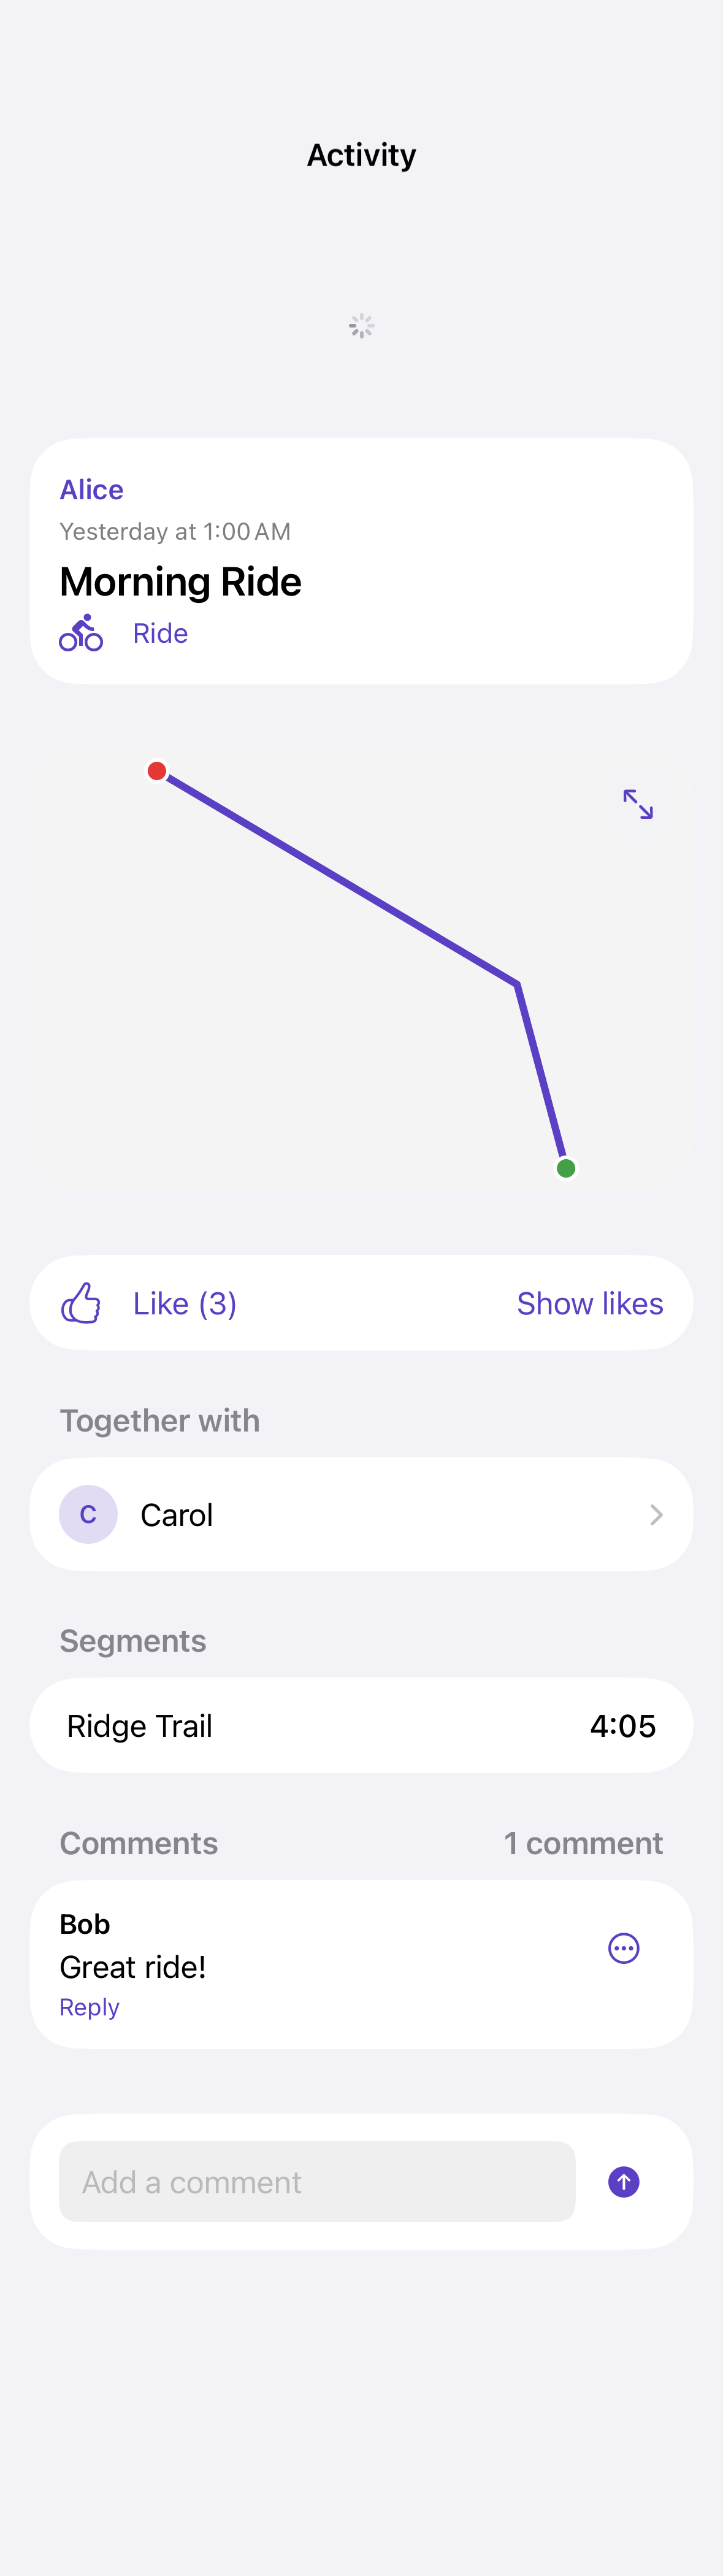 Activity
Alice
Yesterday at 1:00 AM
Morning Ride
Ride
Like (3)
Show likes
Together with
C
Carol
Segments
Ridge Trail
4:05
Comments
1 comment
Bob
Great ride!
Reply
Add a comment